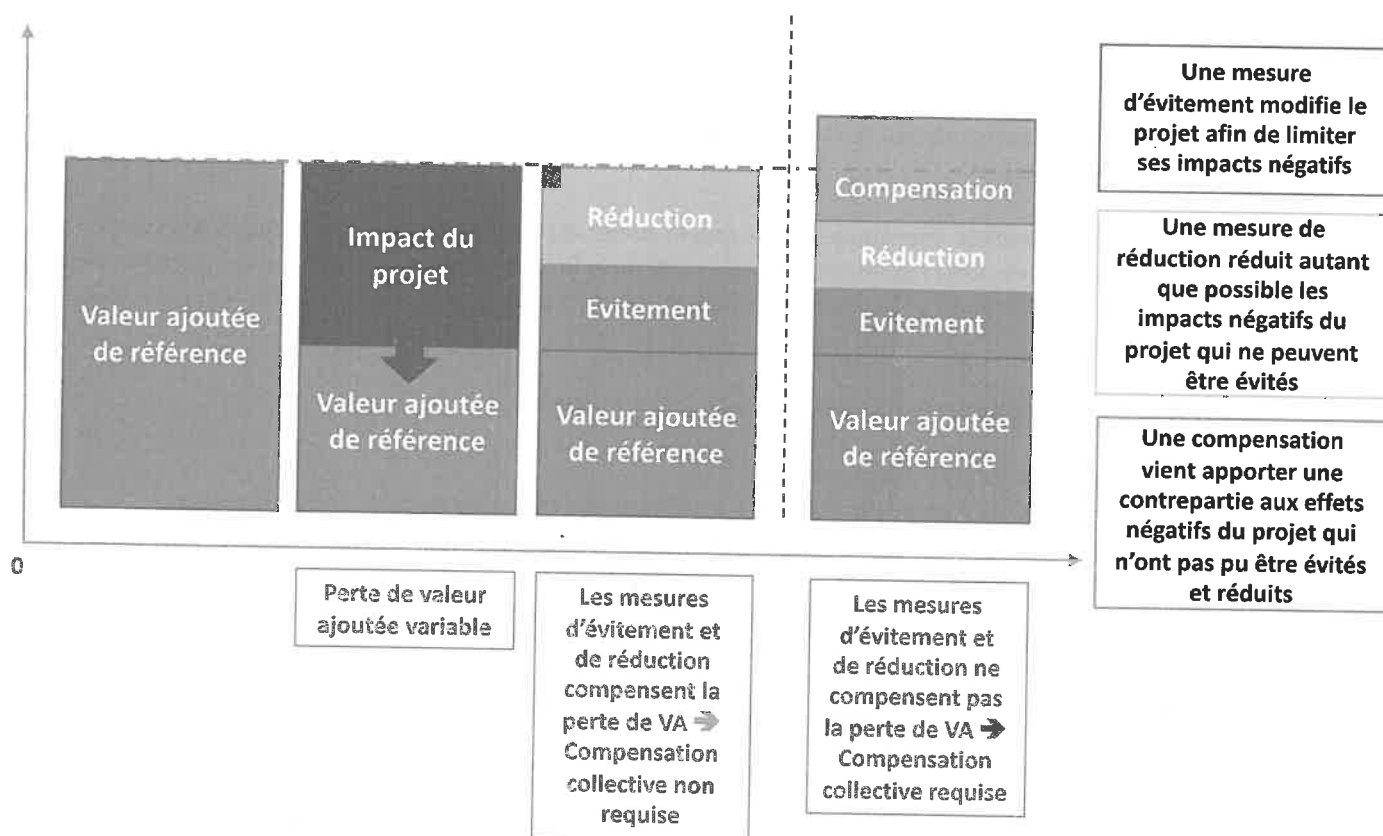 Valeur ajoutée
de référence
Impact du
projet
Valeur ajoutée
de référence
Réduction
Evitement
Valeur ajoutée
de référence
Compensation
Réduction
Evitement
Valeur ajoutée
de référence
0
Perte de valeur
ajoutée variable
Les mesures
d'évitement et
de réduction
compensent la
perte de VA ➔
Compensation
collective non
requise
Les mesures
d'évitement et
de réduction ne
compensent pas
la perte de VA ➔
Compensation
collective requise
Une mesure
d'évitement modifie le
projet afin de limiter
ses impacts négatifs
Une mesure de
réduction réduit autant
que possible les
impacts négatifs du
projet qui ne peuvent
être évités
Une compensation
vient apporter une
contrepartie aux effets
négatifs du projet qui
n'ont pas pu être évités
et réduits